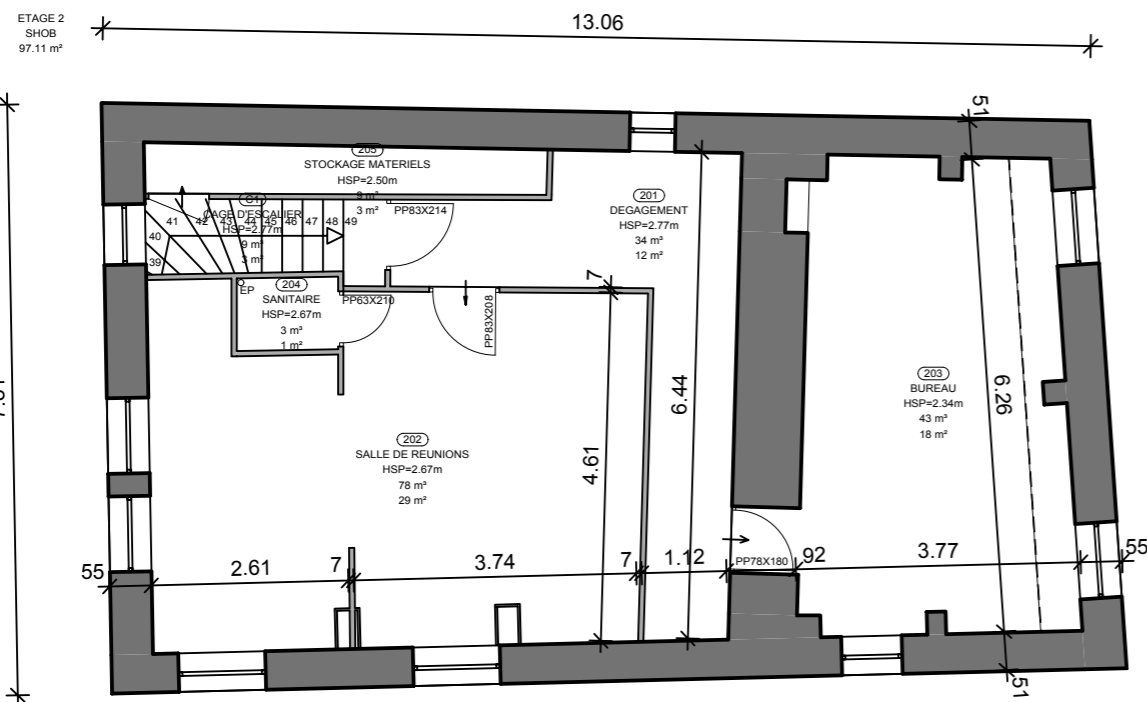 ETAGE 2
SHOB
97.11 m²
13.06
51
205
STOCKAGE MATERIELS
HSP=2.50m
9 m³
3 m²
C1
CAGE D'ESCALIER
HSP=2.77m
9 m³
3 m²
39
40
41
42
43
44
45
46
47
48
49
PP83X214
201
DEGAGEMENT
HSP=2.77m
34 m³
12 m²
7
EP
204
SANITAIRE
HSP=2.67m
3 m³
1 m²
PP63X210
PP83X208
6.44
203
BUREAU
HSP=2.34m
43 m³
18 m²
6.26
202
SALLE DE REUNIONS
HSP=2.67m
78 m³
29 m²
4.61
55
2.61
7
3.74
7
1.12
PP78X180
92
3.77
55
51